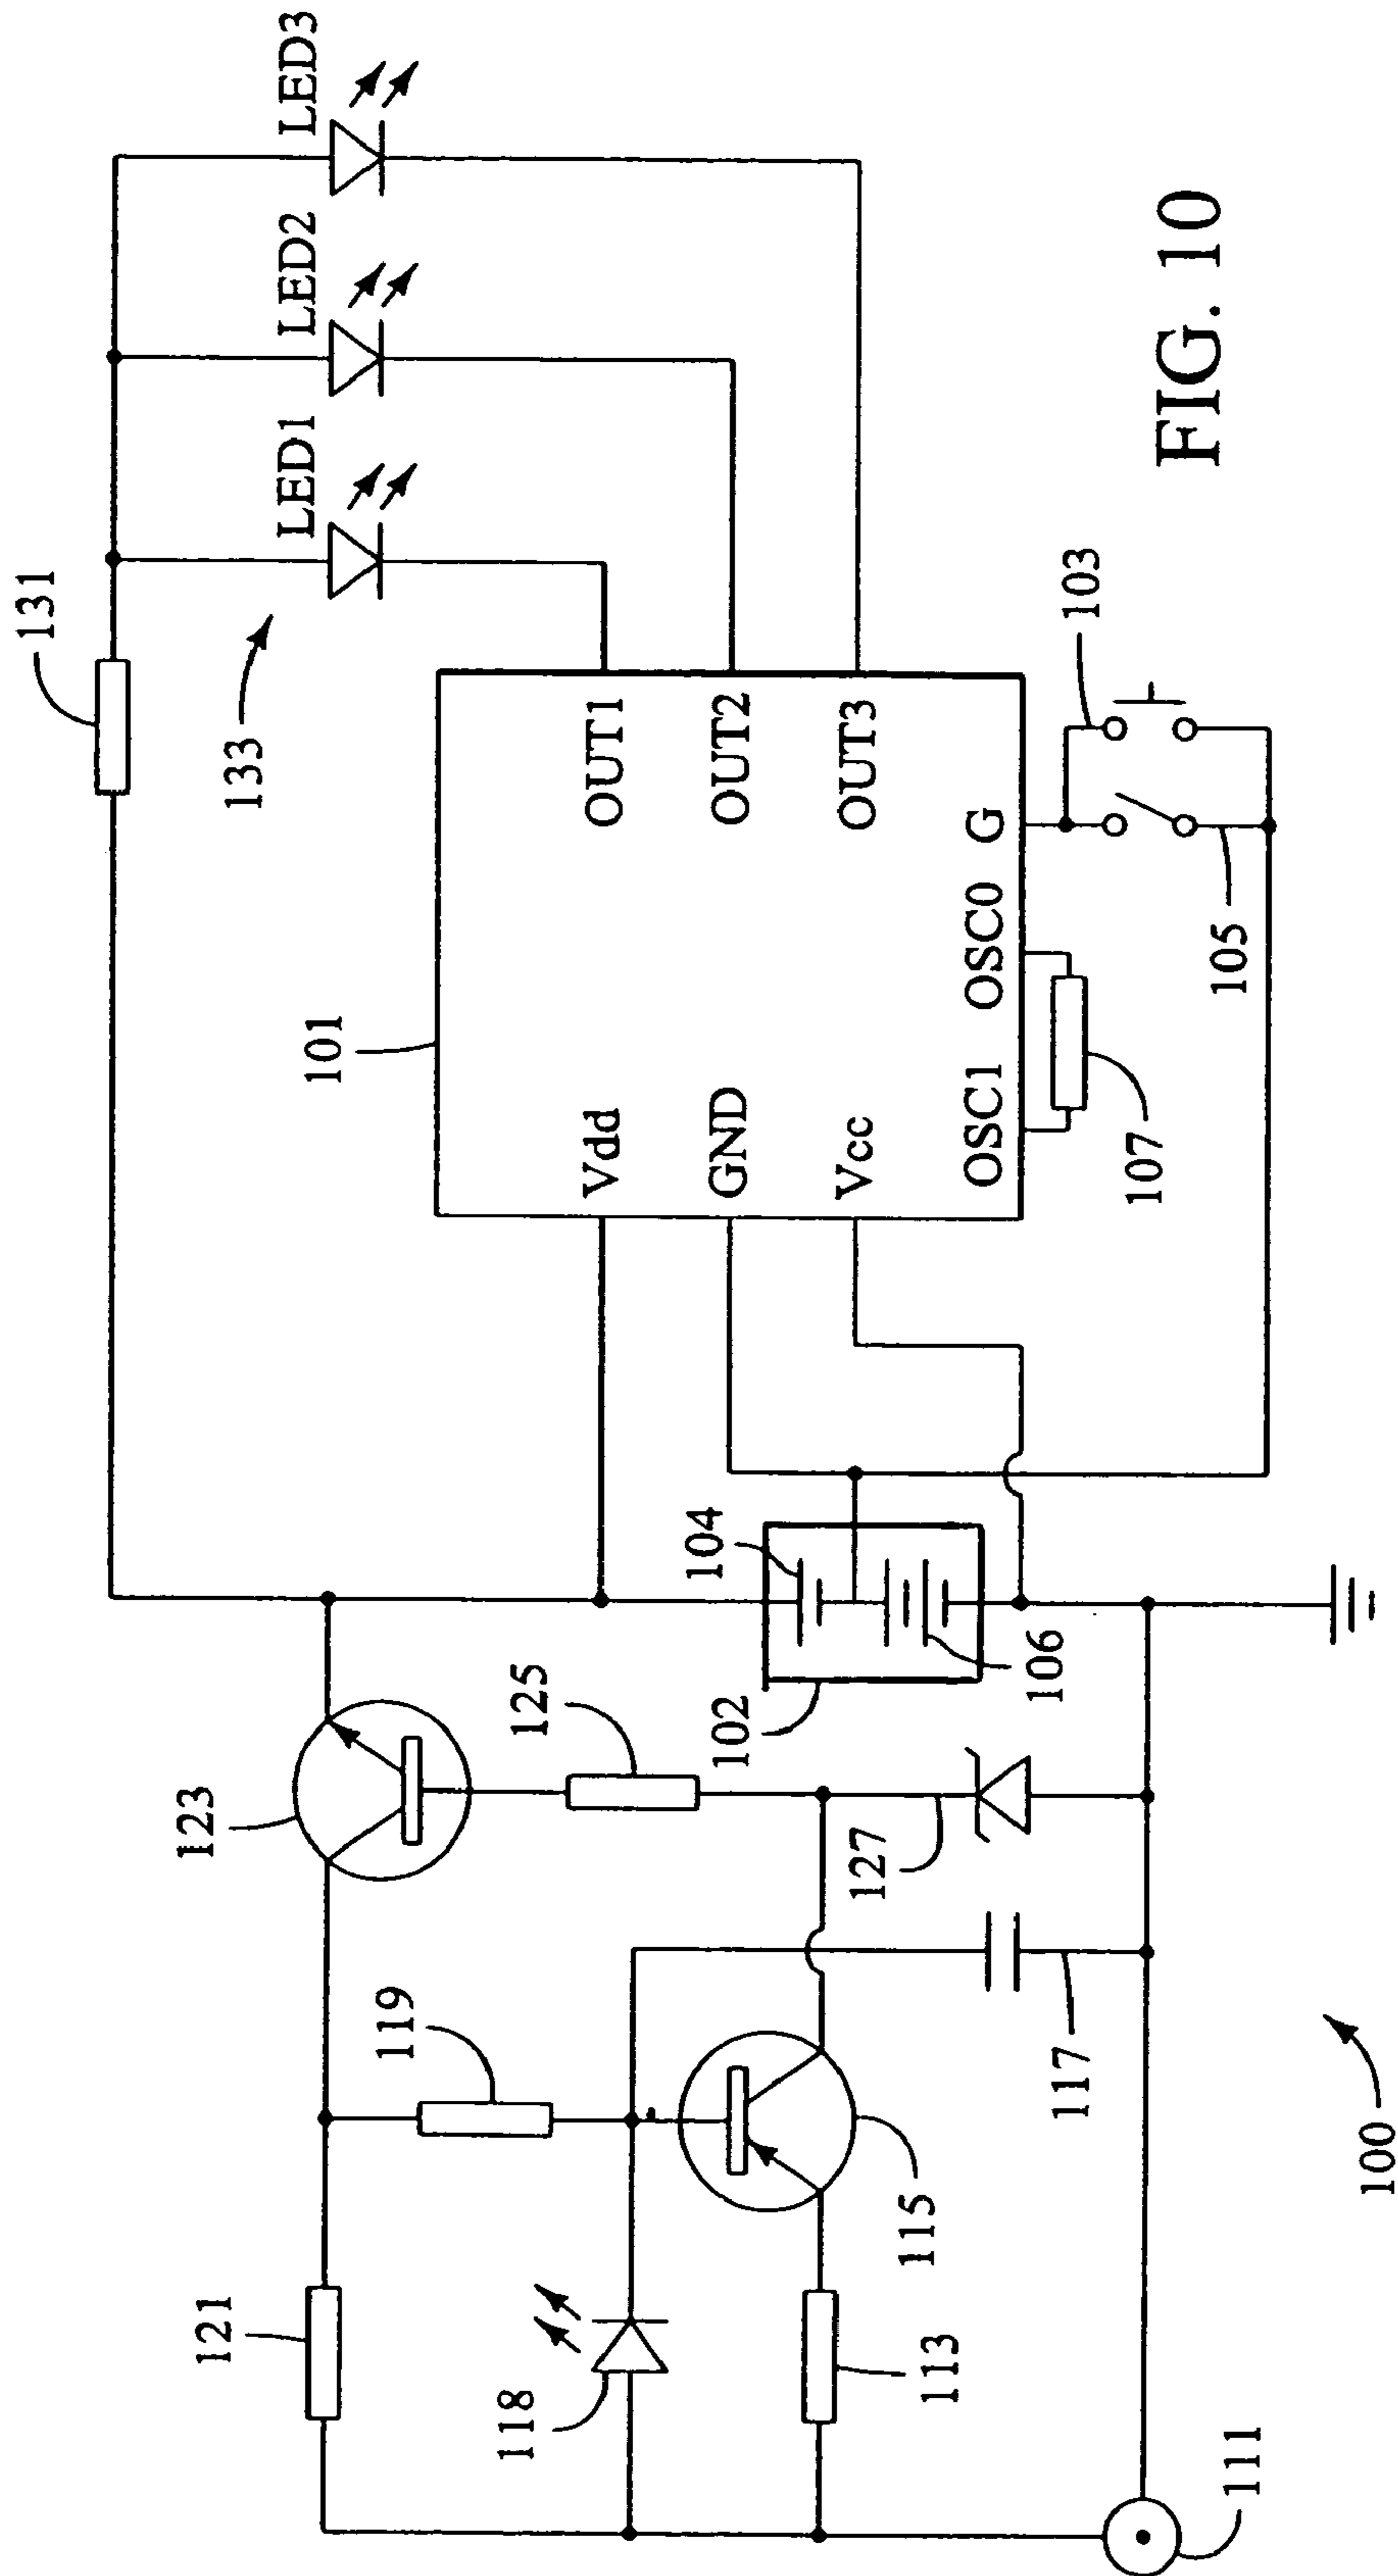 131
133
LED1
LED2
LED3
123
125
121
119
118
115
113
127
117
111
102
104
106
101
Vdd
GND
Vcc
OUT1
OUT2
OUT3
OSC1
OSC0
G
107
103
105
100
FIG. 10